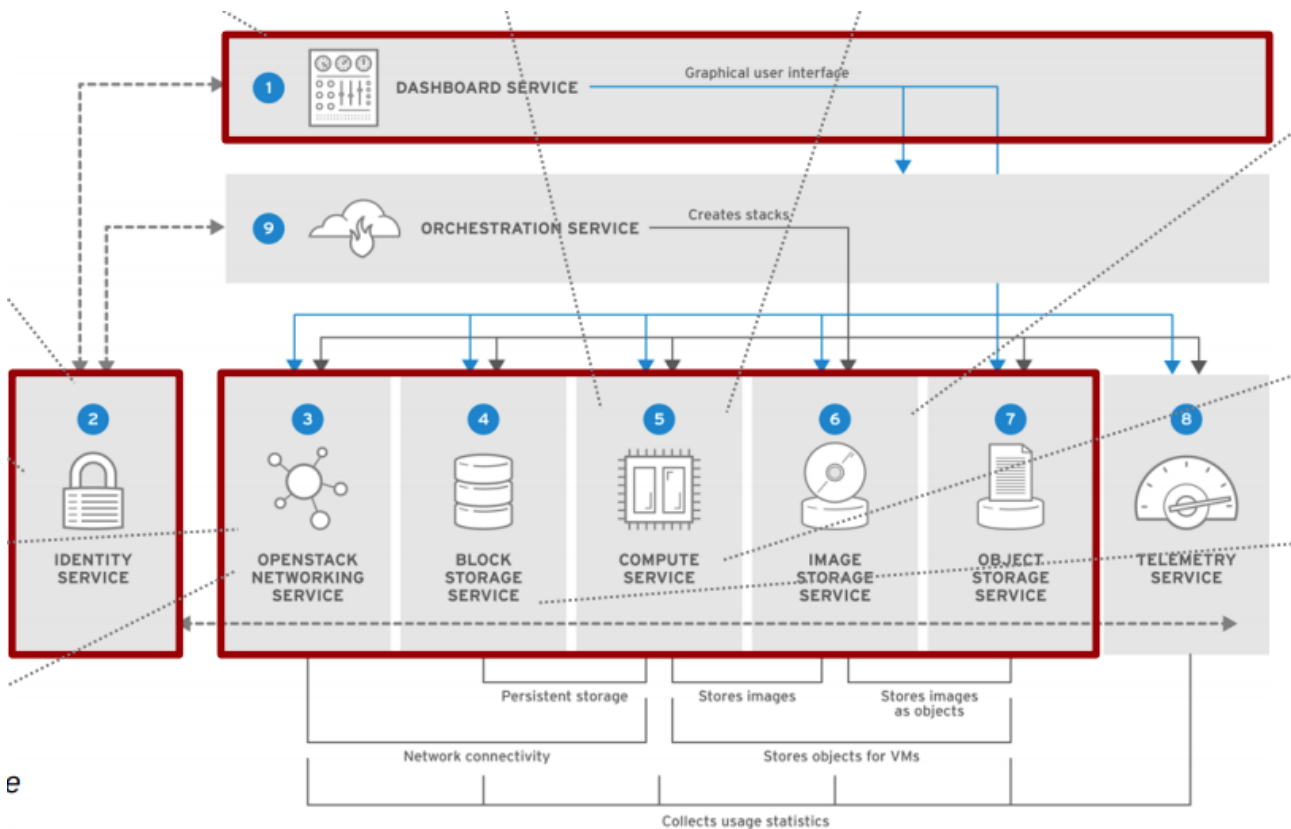 1
DASHBOARD SERVICE
Graphical user interface
9
ORCHESTRATION SERVICE
Creates stacks
2
IDENTITY
SERVICE
3
OPENSTACK
NETWORKING
SERVICE
4
BLOCK
STORAGE
SERVICE
5
COMPUTE
SERVICE
6
IMAGE
STORAGE
SERVICE
7
OBJECT
STORAGE
SERVICE
8
TELEMETRY
SERVICE
Persistent storage
Stores images
Stores images
as objects
Network connectivity
Stores objects for VMs
e
Collects usage statistics